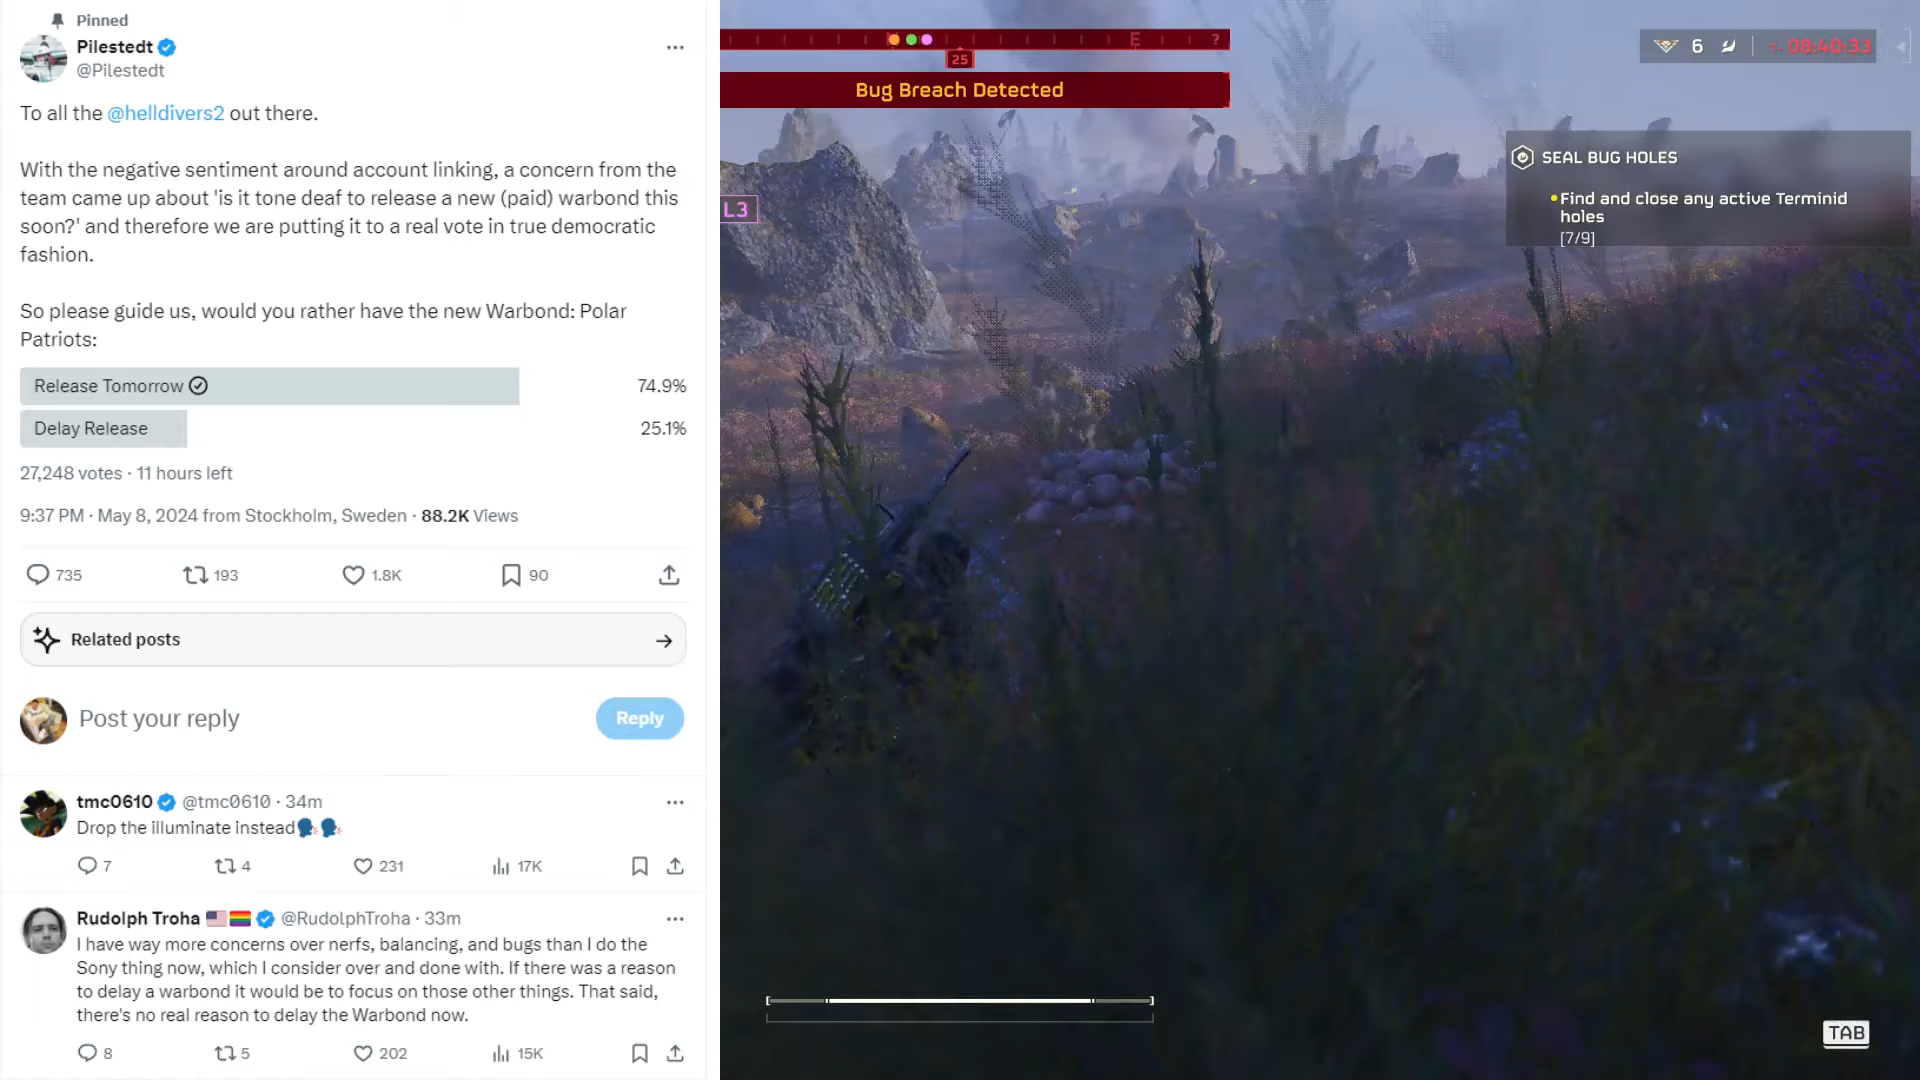 Pinned
Pilestedt
@Pilestedt
To all the @helldivers2 out there.
With the negative sentiment around account linking, a concern from the
team came up about 'is it tone deaf to release a new (paid) warbond this
soon?' and therefore we are putting it to a real vote in true democratic
fashion.
So please guide us, would you rather have the new Warbond: Polar
Patriots:
Release Tomorrow 74.9%
Delay Release 25.1%
27,248 votes · 11 hours left
9:37 PM · May 8, 2024 from Stockholm, Sweden · 88.2K Views
735 193 1.8K 90
Related posts
Post your reply
Reply
tmc0610 @tmc0610 · 34m
Drop the illuminate instead
7 4 231 17K
Rudolph Troha @RudolphTroha · 33m
I have way more concerns over nerfs, balancing, and bugs than I do the
Sony thing now, which I consider over and done with. If there was a reason
to delay a warbond it would be to focus on those other things. That said,
there's no real reason to delay the Warbond now.
8 5 202 15K
E ?
25
Bug Breach Detected
L3
6
T- 08:40:33
SEAL BUG HOLES
Find and close any active Terminid
holes
[7/9]
TAB